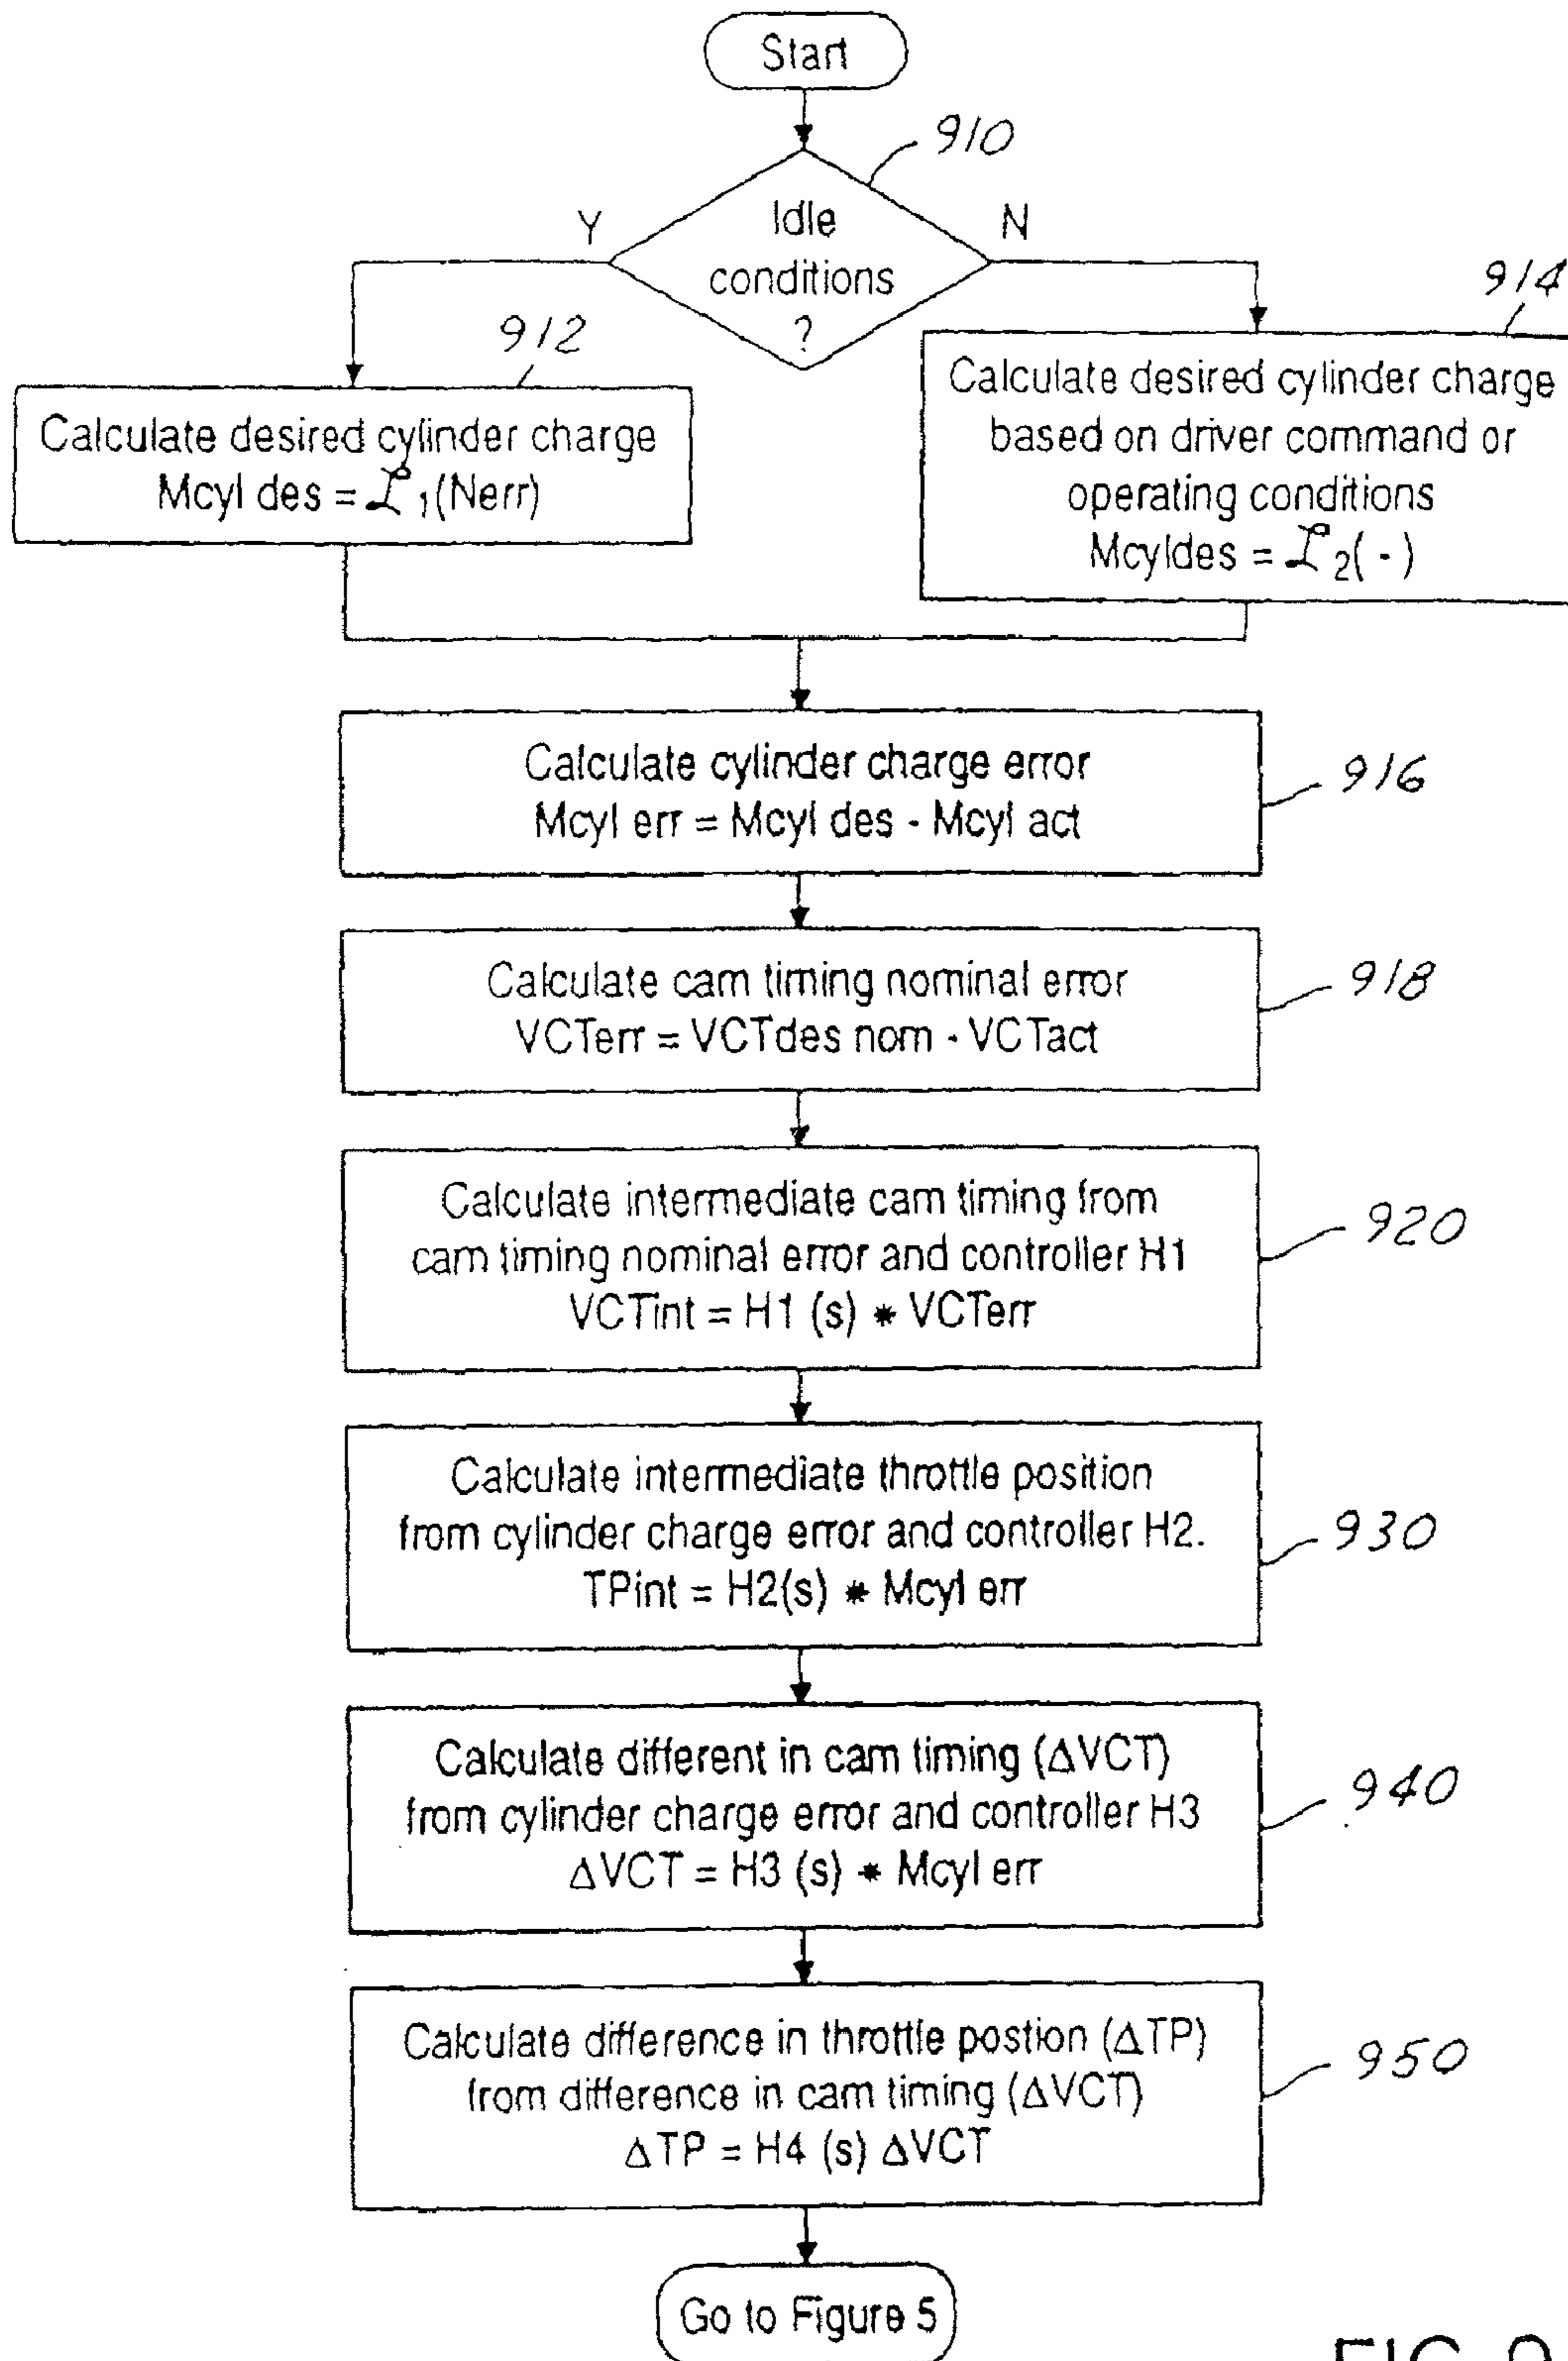 Start
910
Y
Idle
conditions
?
N
912
914
Calculate desired cylinder charge
Mcyl des = ℒ1(Nerr)
Calculate desired cylinder charge
based on driver command or
operating conditions
Mcyldes = ℒ2( - )
Calculate cylinder charge error
Mcyl err = Mcyl des - Mcyl act
916
Calculate cam timing nominal error
VCTerr = VCTdes nom - VCTact
918
Calculate intermediate cam timing from
cam timing nominal error and controller H1
VCTint = H1 (s) * VCTerr
920
Calculate intermediate throttle position
from cylinder charge error and controller H2.
TPint = H2(s) * Mcyl err
930
Calculate different in cam timing (ΔVCT)
from cylinder charge error and controller H3
ΔVCT = H3 (s) * Mcyl err
940
Calculate difference in throttle postion (ΔTP)
from difference in cam timing (ΔVCT)
ΔTP = H4 (s) ΔVCT
950
Go to Figure 5
FIG. 9